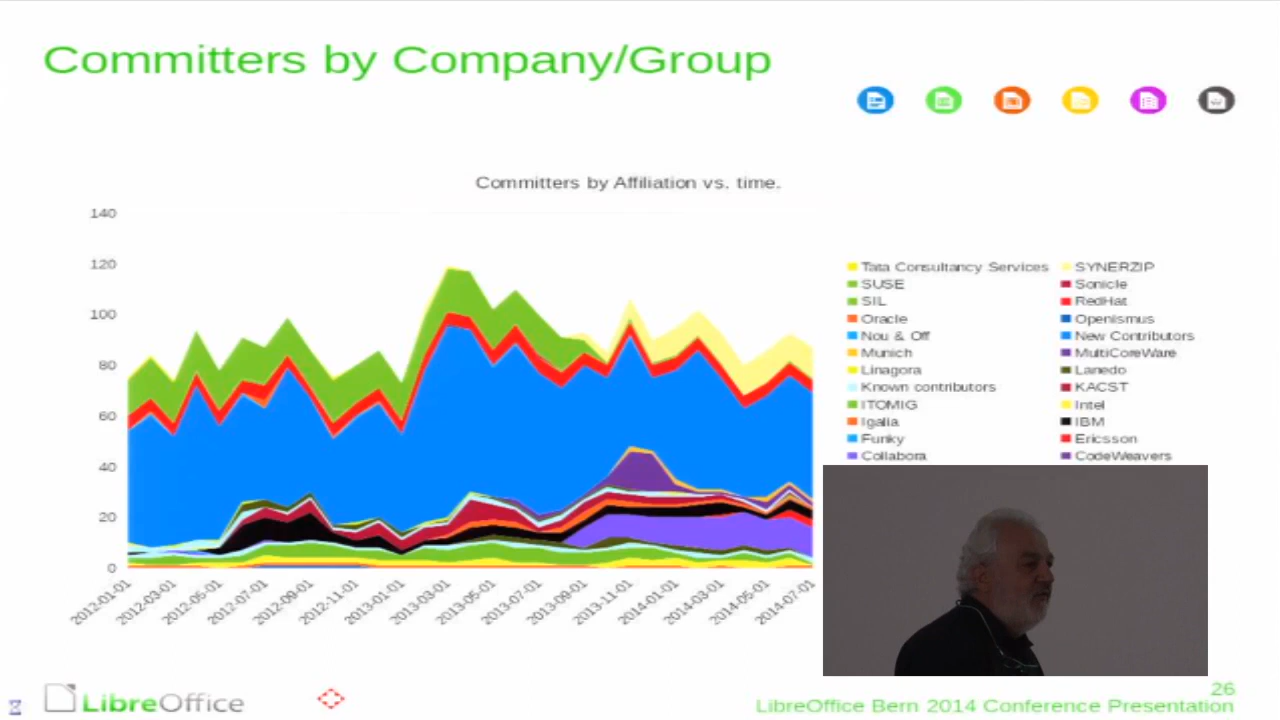 Committers by Company/Group
Committers by Affiliation vs. time.
140
120
100
80
60
40
20
0
2012-01-01
2012-03-01
2012-05-01
2012-07-01
2012-09-01
2012-11-01
2013-01-01
2013-03-01
2013-05-01
2013-07-01
2013-09-01
2013-11-01
2014-01-01
2014-03-01
2014-05-01
2014-07-01
Tata Consultancy Services SYNERZIP
SUSE Sonicle
SIL RedHat
Oracle Openismus
Nou & Off New Contributors
Munich MultiCoreWare
Linagora Lanedo
Known contributors KACST
ITOMIG Intel
Igalia IBM
Funky Ericsson
Collabora CodeWeavers
LibreOffice
26
LibreOffice Bern 2014 Conference Presentation